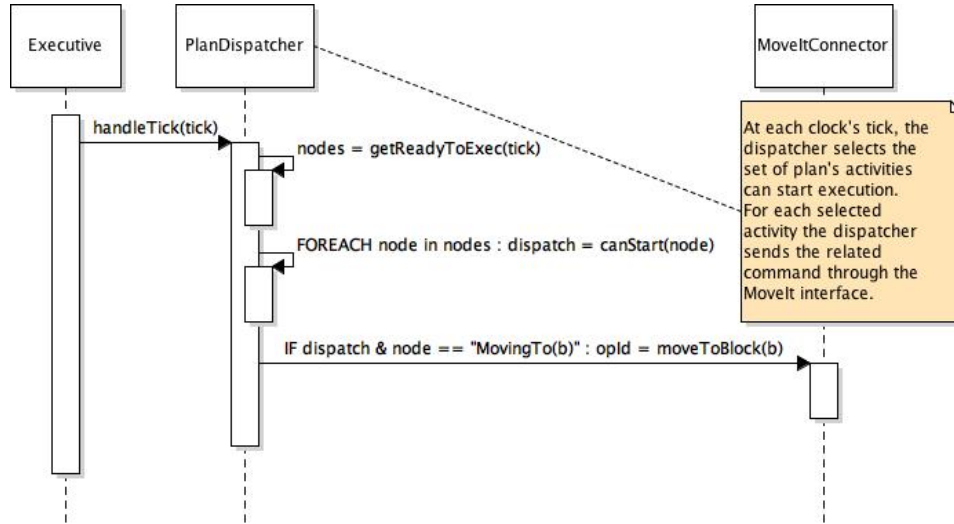 Executive
PlanDispatcher
MoveItConnector
handleTick(tick)
nodes = getReadyToExec(tick)
At each clock's tick, the
dispatcher selects the
set of plan's activities
can start execution.
For each selected
activity the dispatcher
sends the related
command through the
MoveIt interface.
FOREACH node in nodes : dispatch = canStart(node)
IF dispatch & node == "MovingTo(b)" : opId = moveToBlock(b)